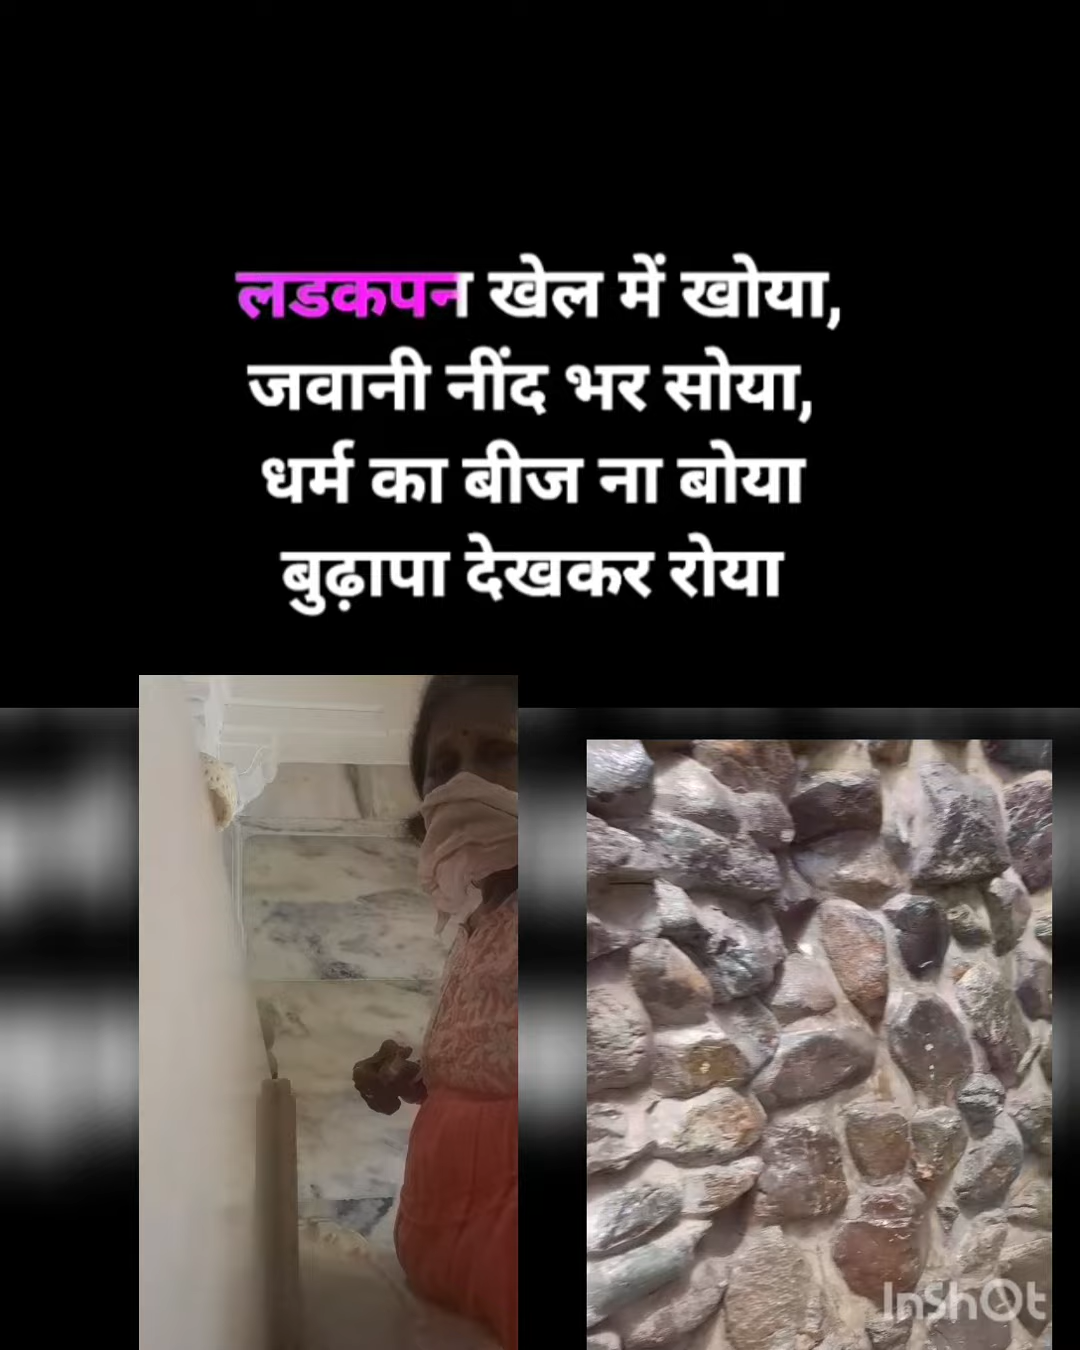 लडकपन खेल में खोया,
जवानी नींद भर सोया,
धर्म का बीज ना बोया
बुढ़ापा देखकर रोया
InShOt